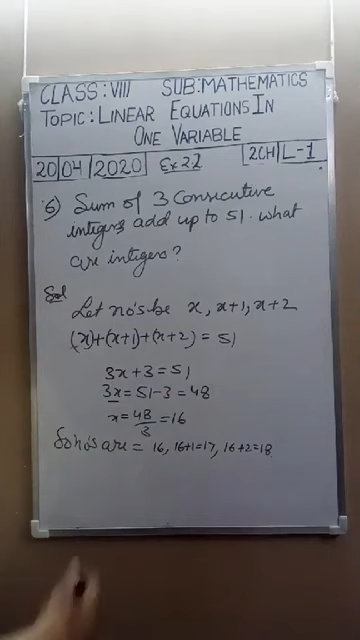 CLASS: VIII SUB: MATHEMATICS
TOPIC: LINEAR EQUATIONS IN
ONE VARIABLE
20/04/2020 Ex 2.2 2CH L-1
6) Sum of 3 Consecutive
integers add up to 51. what
are integers?
Sol
Let no's be x, x+1, x+2
(x)+(x+1)+(x+2) = 51
3x+3=51
3x=51-3=48
x=48/3=16
So no's are = 16, 16+1=17, 16+2=18